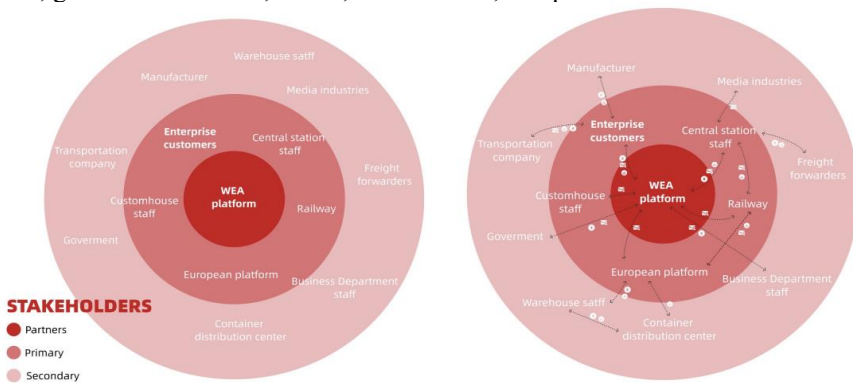 Warehouse satff
Manufacturer
Media industries
Enterprise
customers
Central station
staff
Transportation
company
Freight
forwarders
WEA
platform
Customhouse
staff
Railway
Goverment
European platform
Business Department
staff
Container
distribution center
STAKEHOLDERS
Partners
Primary
Secondary
Manufacturer
Media industries
Enterprise
customers
Central station
staff
Transportation
company
Freight
forwarders
WEA
platform
Customhouse
staff
Railway
Goverment
European platform
Business Department
staff
Warehouse satff
Container
distribution center